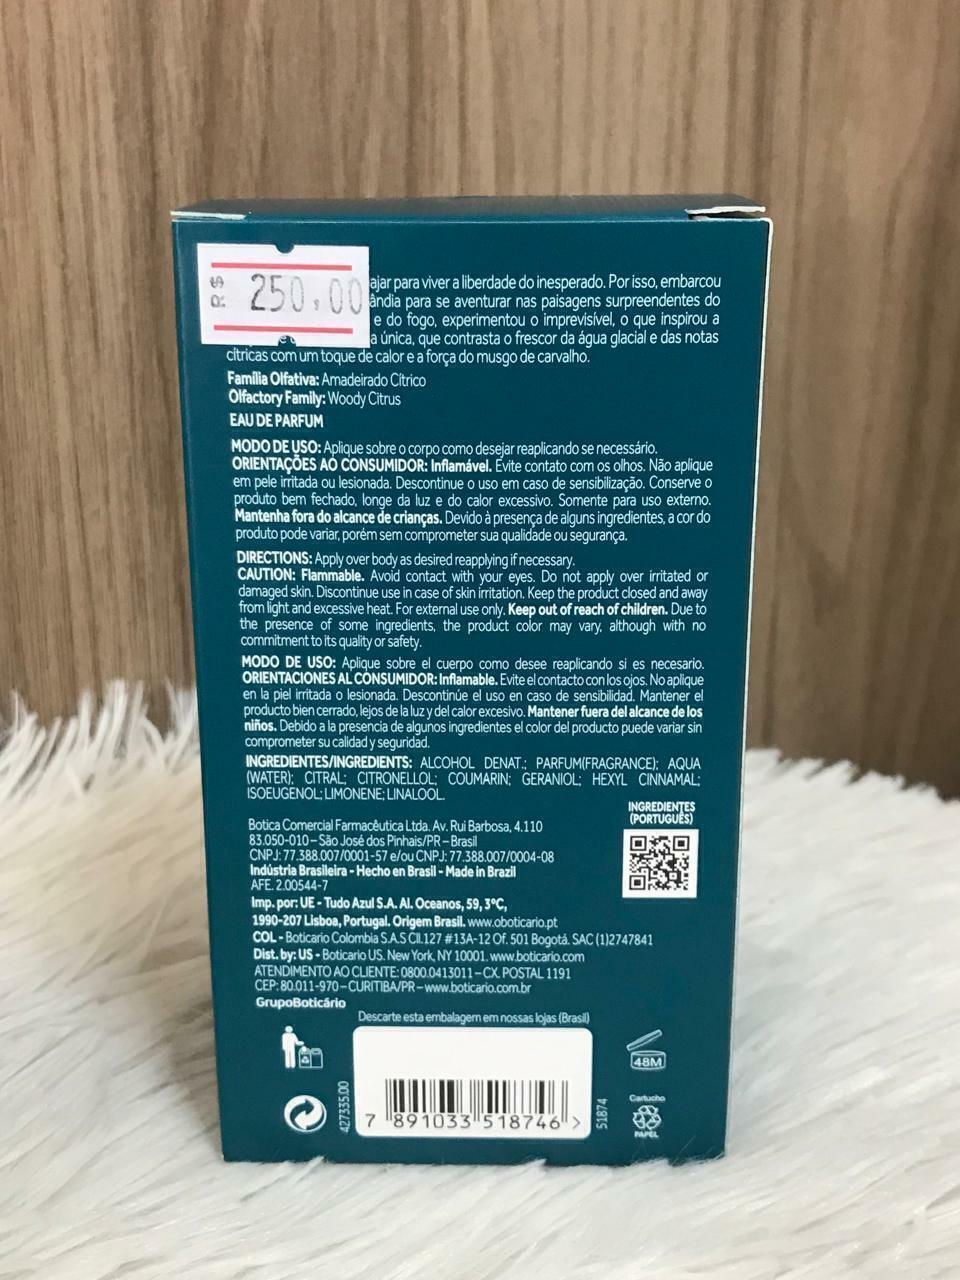 R$ 250,00
ajar para viver a liberdade do inesperado. Por isso, embarcou
ândia para se aventurar nas paisagens surpreendentes do
e do fogo, experimentou o imprevisível, o que inspirou a
a única, que contrasta o frescor da água glacial e das notas
cítricas com um toque de calor e a força do musgo de carvalho.
Família Olfativa: Amadeirado Cítrico
Olfactory Family: Woody Citrus
EAU DE PARFUM
MODO DE USO: Aplique sobre o corpo como desejar reaplicando se necessário.
ORIENTAÇÕES AO CONSUMIDOR: Inflamável. Evite contato com os olhos. Não aplique
em pele irritada ou lesionada. Descontinue o uso em caso de sensibilização. Conserve o
produto bem fechado, longe da luz e do calor excessivo. Somente para uso externo.
Mantenha fora do alcance de crianças. Devido à presença de alguns ingredientes, a cor do
produto pode variar, porém sem comprometer sua qualidade ou segurança.
DIRECTIONS: Apply over body as desired reapplying if necessary.
CAUTION: Flammable. Avoid contact with your eyes. Do not apply over irritated or
damaged skin. Discontinue use in case of skin irritation. Keep the product closed and away
from light and excessive heat. For external use only. Keep out of reach of children. Due to
the presence of some ingredients, the product color may vary, although with no
commitment to its quality or safety.
MODO DE USO: Aplique sobre el cuerpo como desee reaplicando si es necesario.
ORIENTACIONES AL CONSUMIDOR: Inflamable. Evite el contacto con los ojos. No aplique
en la piel irritada o lesionada. Descontinúe el uso en caso de sensibilidad. Mantener el
producto bien cerrado, lejos de la luz y del calor excesivo. Mantener fuera del alcance de los
niños. Debido a la presencia de algunos ingredientes el color del producto puede variar sin
comprometer su calidad y seguridad.
INGREDIENTES/INGREDIENTS: ALCOHOL DENAT.; PARFUM(FRAGRANCE); AQUA
(WATER); CITRAL; CITRONELLOL; COUMARIN; GERANIOL; HEXYL CINNAMAL;
ISOEUGENOL; LIMONENE; LINALOOL.
INGREDIENTES
(PORTUGUÊS)
Botica Comercial Farmacêutica Ltda. Av. Rui Barbosa, 4.110
83.050-010 – São José dos Pinhais/PR – Brasil
CNPJ: 77.388.007/0001-57 e/ou CNPJ: 77.388.007/0004-08
Indústria Brasileira - Hecho en Brasil - Made in Brazil
AFE. 2.00544-7
Imp. por: UE - Tudo Azul S.A. Al. Oceanos, 59, 3°C,
1990-207 Lisboa, Portugal. Origem Brasil. www.oboticario.pt
COL - Boticario Colombia S.A.S Cll.127 #13A-12 Of. 501 Bogotá. SAC (1)2747841
Dist. by: US - Boticario US. New York, NY 10001. www.boticario.com
ATENDIMENTO AO CLIENTE: 0800.0413011 – CX. POSTAL 1191
CEP: 80.011-970 – CURITIBA/PR – www.boticario.com.br
GrupoBoticário
Descarte esta embalagem em nossas lojas (Brasil)
48M
427335.00
7 891033 518746 >
51874
Cartucho
PAPEL